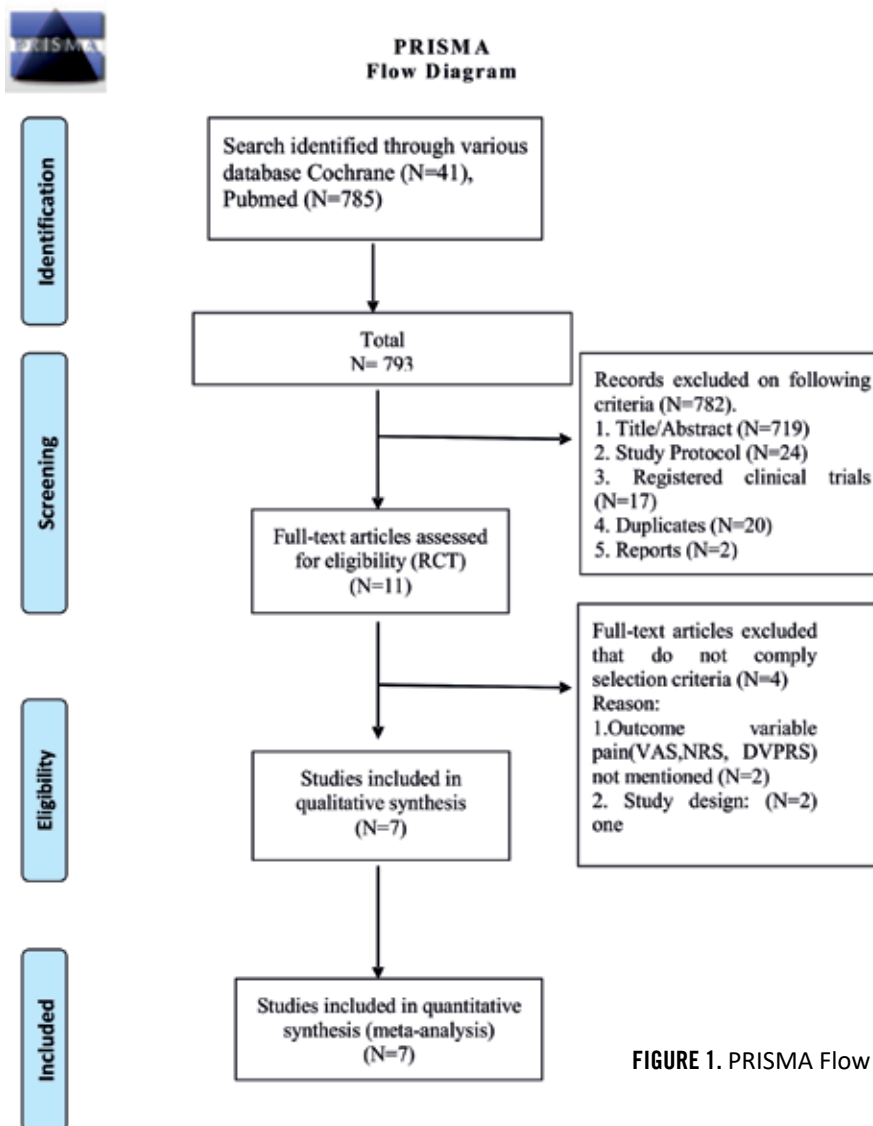 PRISMA
PRISMA
Flow Diagram
Identification
Search identified through various
database Cochrane (N=41),
Pubmed (N=785)
Total
N= 793
Screening
Records excluded on following
criteria (N=782).
1. Title/Abstract (N=719)
2. Study Protocol (N=24)
3. Registered clinical trials
(N=17)
4. Duplicates (N=20)
5. Reports (N=2)
Full-text articles assessed
for eligibility (RCT)
(N=11)
Full-text articles excluded
that do not comply
selection criteria (N=4)
Reason:
1.Outcome variable
pain(VAS,NRS, DVPRS)
not mentioned (N=2)
2. Study design: (N=2)
one
Eligibility
Studies included in
qualitative synthesis
(N=7)
Included
Studies included in quantitative
synthesis (meta-analysis)
(N=7)
FIGURE 1. PRISMA Flow